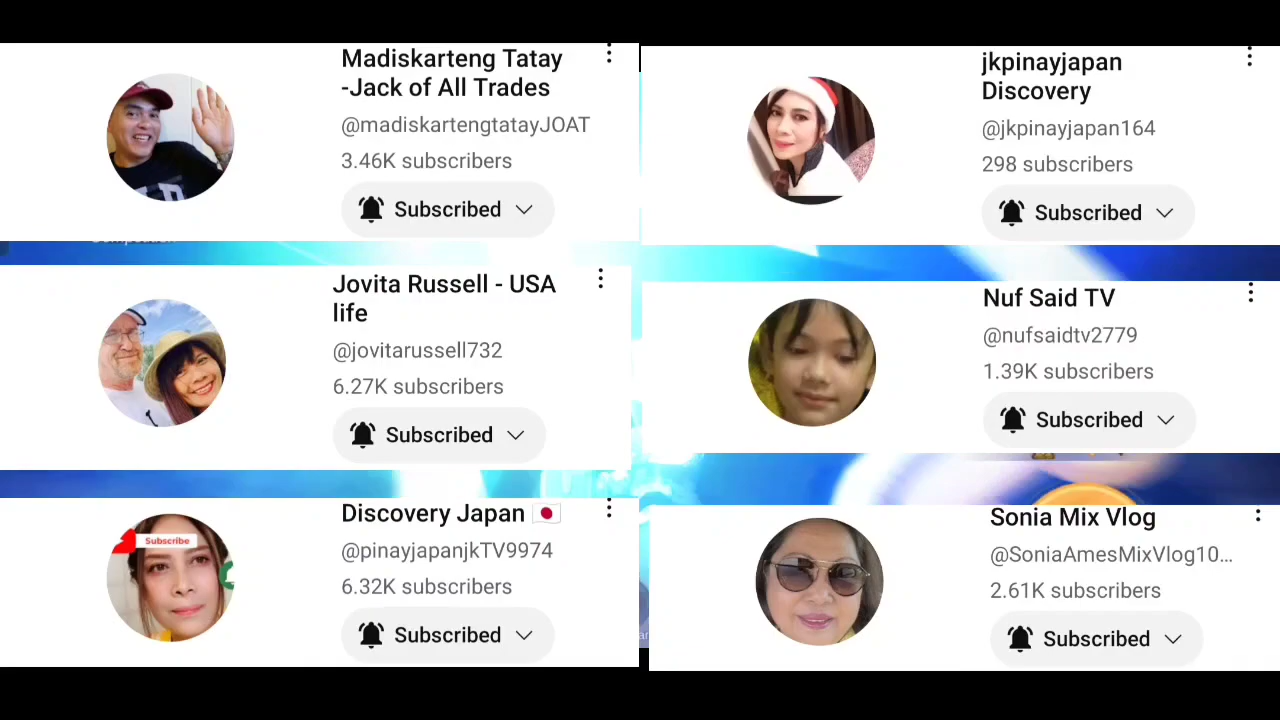 Madiskarteng Tatay
-Jack of All Trades
@madiskartengtatayJOAT
3.46K subscribers
Subscribed
jkpinayjapan
Discovery
@jkpinayjapan164
298 subscribers
Subscribed
Jovita Russell - USA
life
@jovitarussell732
6.27K subscribers
Subscribed
Nuf Said TV
@nufsaidtv2779
1.39K subscribers
Subscribed
Discovery Japan 🇯🇵
@pinayjapanjkTV9974
6.32K subscribers
Subscribed
Subscribe
Sonia Mix Vlog
@SoniaAmesMixVlog10...
2.61K subscribers
Subscribed